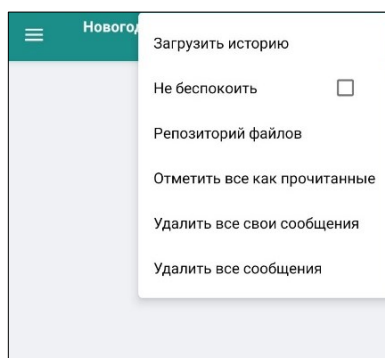 Новогод
Загрузить историю
Не беспокоить
Репозиторий файлов
Отметить все как прочитанные
Удалить все свои сообщения
Удалить все сообщения